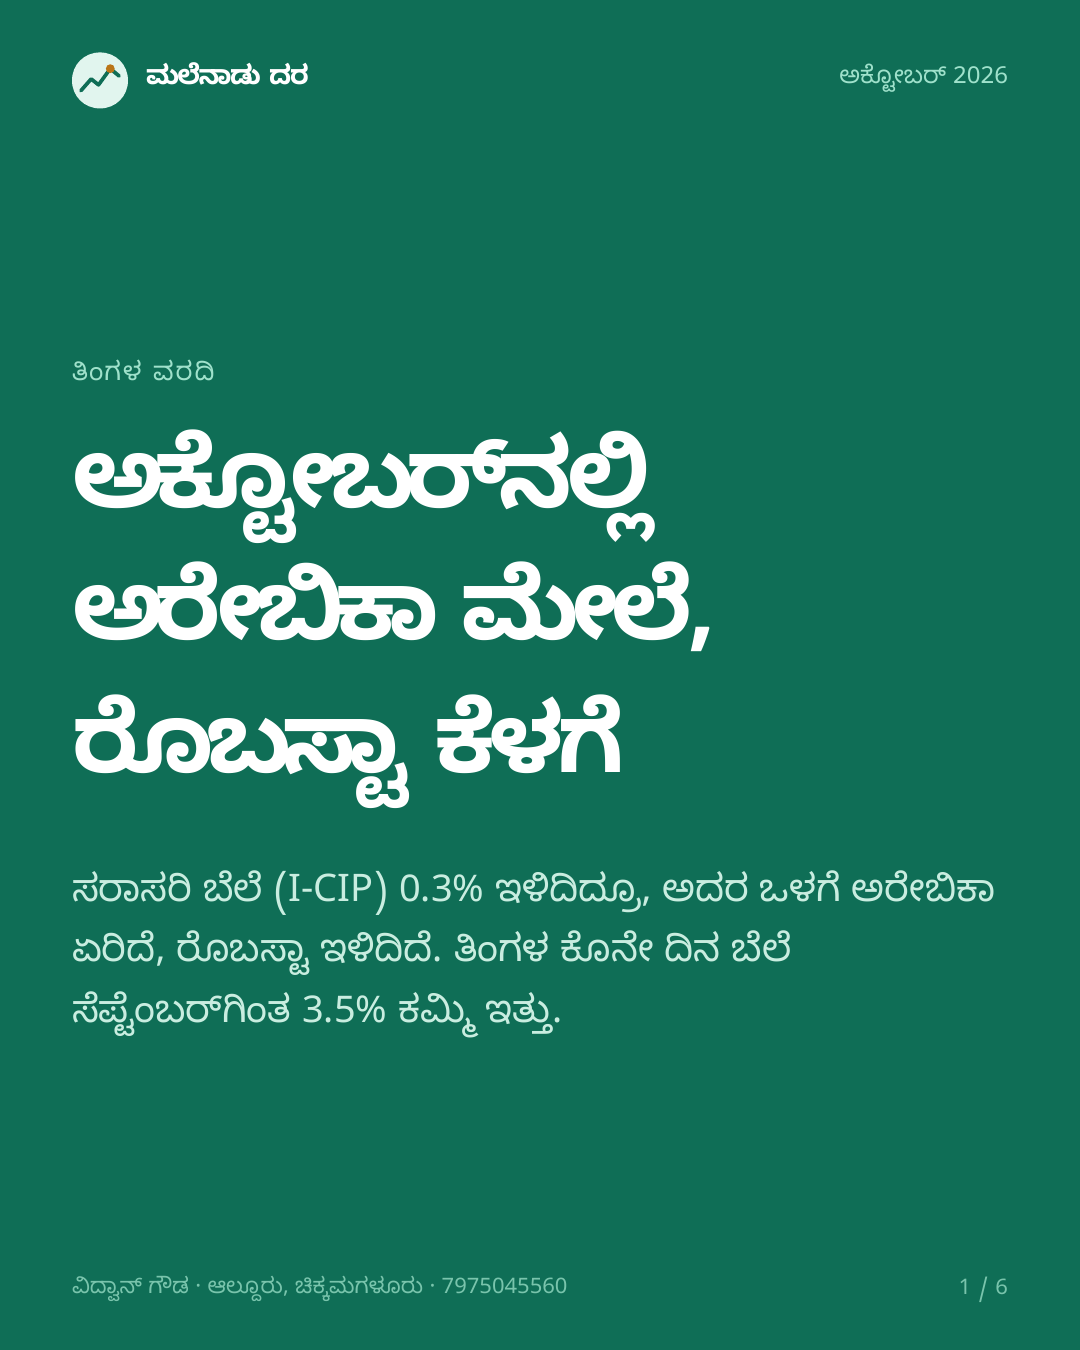 ಮಲೆನಾಡು ದರ
ಅಕ್ಟೋಬರ್ 2026
ತಿಂಗಳ ವರದಿ
ಅಕ್ಟೋಬರ್‌ನಲ್ಲಿ
ಅರೇಬಿಕಾ ಮೇಲೆ,
ರೊಬಸ್ಟಾ ಕೆಳಗೆ
ಸರಾಸರಿ ಬೆಲೆ (I-CIP) 0.3% ಇಳಿದಿದ್ರೂ, ಅದರ ಒಳಗೆ ಅರೇಬಿಕಾ
ಏರಿದೆ, ರೊಬಸ್ಟಾ ಇಳಿದಿದೆ. ತಿಂಗಳ ಕೊನೇ ದಿನ ಬೆಲೆ
ಸೆಪ್ಟೆಂಬರ್‌ಗಿಂತ 3.5% ಕಮ್ಮಿ ಇತ್ತು.
ವಿದ್ವಾನ್ ಗೌಡ · ಆಲ್ದೂರು, ಚಿಕ್ಕಮಗಳೂರು · 7975045560
1 / 6